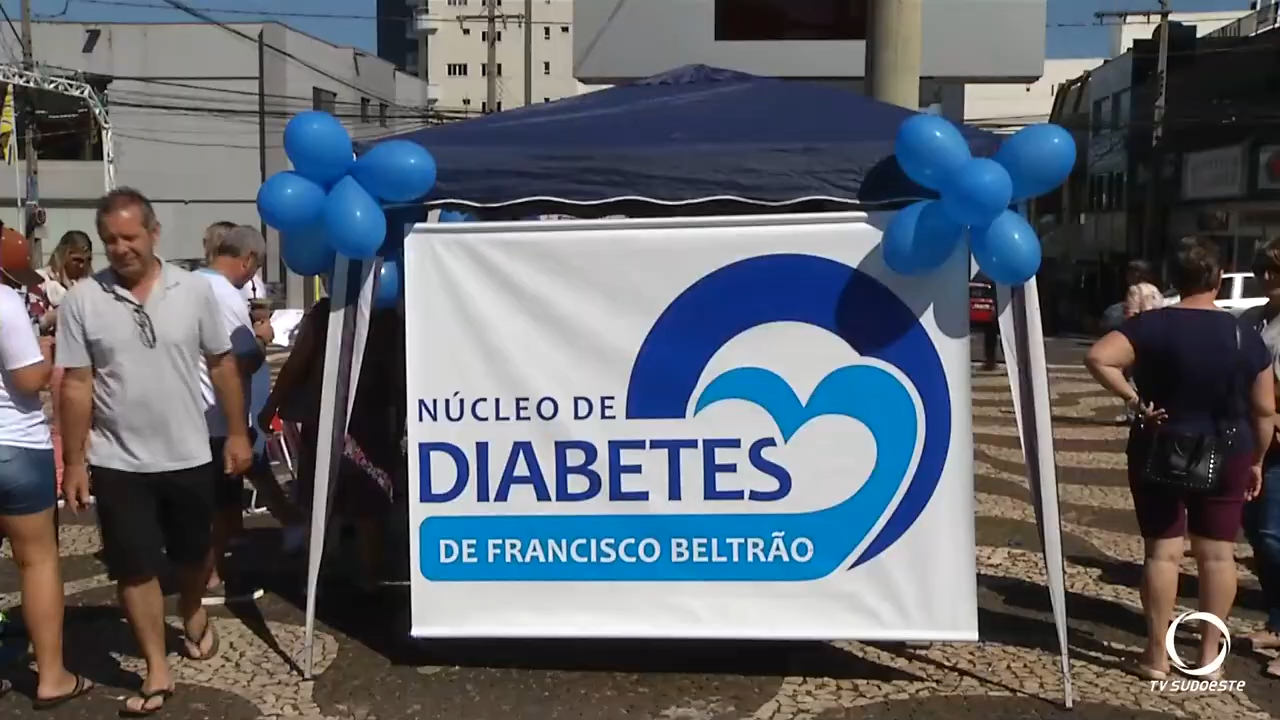 NÚCLEO DE
DIABETES
DE FRANCISCO BELTRÃO
TV SUDOESTE